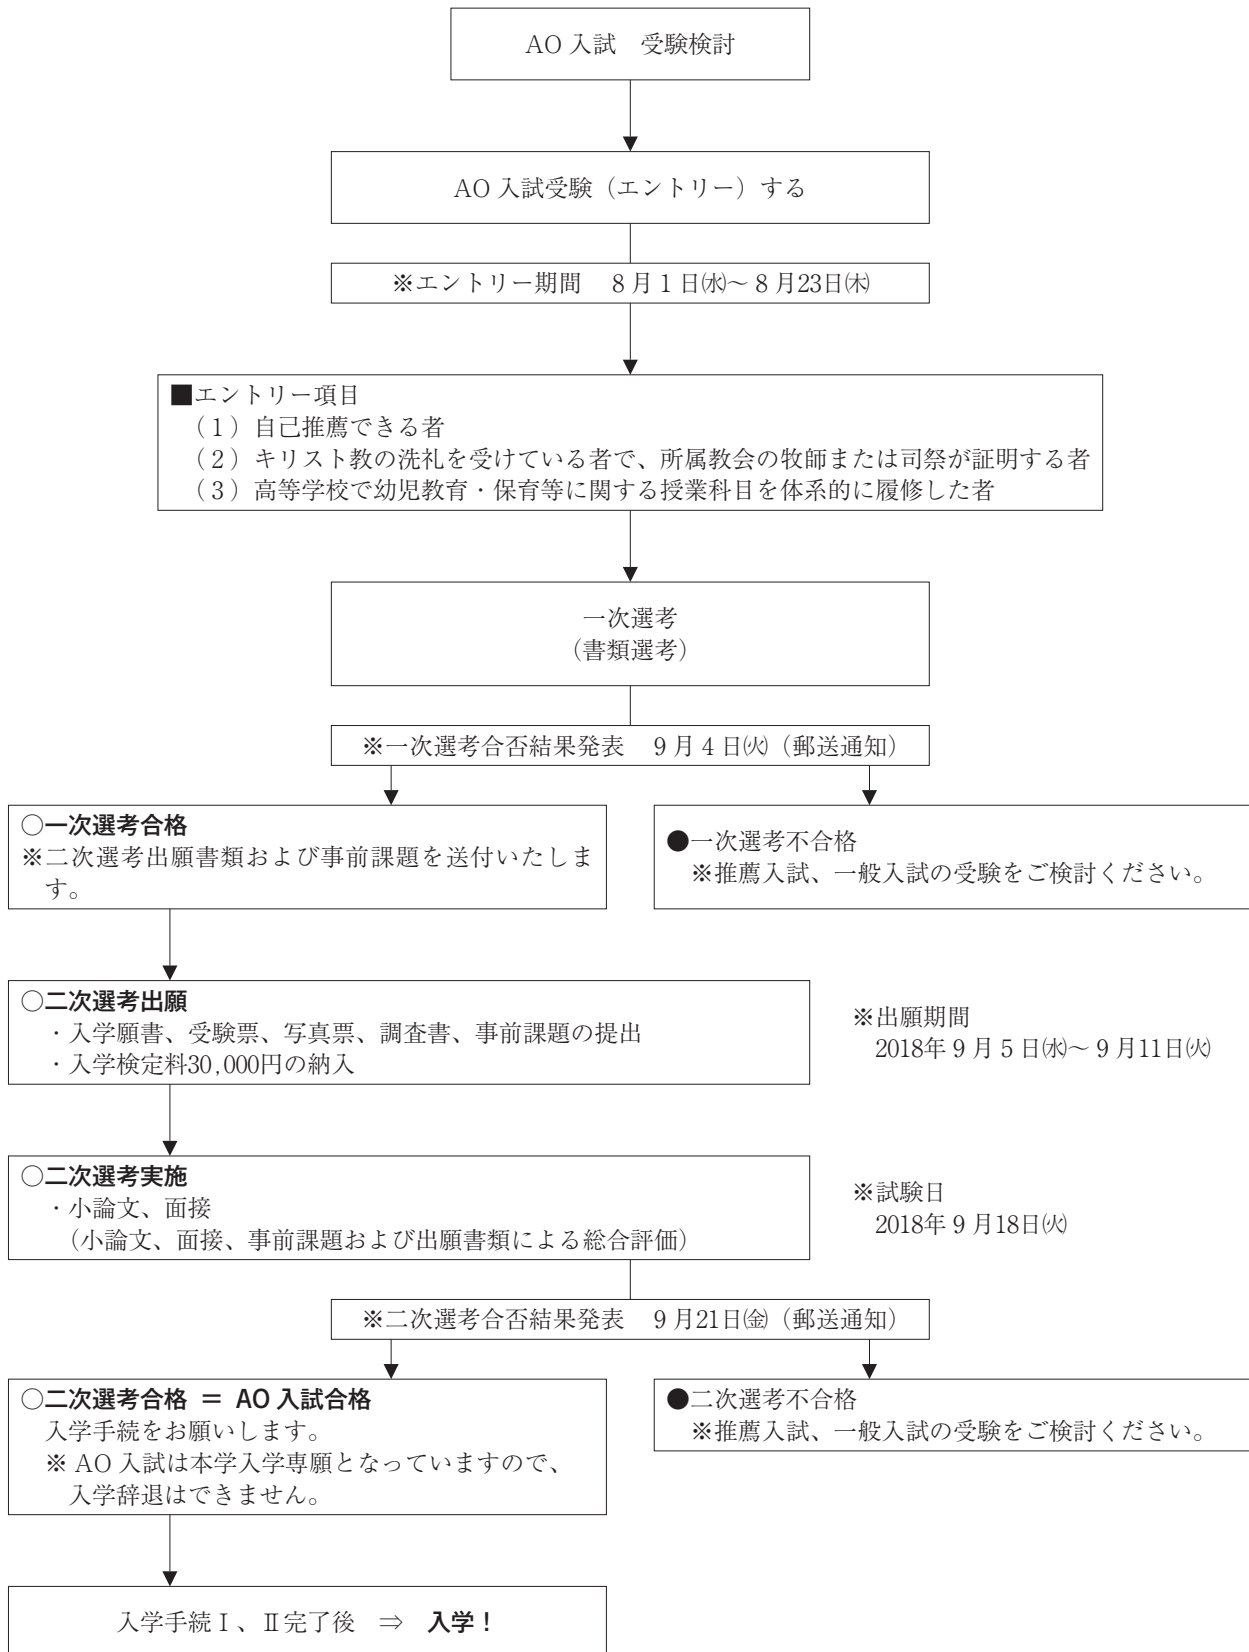 AO 入試　受験検討
AO 入試受験（エントリー）する
※エントリー期間　8月1日㈬～8月23日㈭
■エントリー項目
（1）自己推薦できる者
（2）キリスト教の洗礼を受けている者で、所属教会の牧師または司祭が証明する者
（3）高等学校で幼児教育・保育等に関する授業科目を体系的に履修した者
一次選考
（書類選考）
※一次選考合否結果発表　9月4日㈫（郵送通知）
○一次選考合格
※二次選考出願書類および事前課題を送付いたしま
す。
●一次選考不合格
※推薦入試、一般入試の受験をご検討ください。
○二次選考出願
・入学願書、受験票、写真票、調査書、事前課題の提出
・入学検定料30,000円の納入
※出願期間
2018年9月5日㈬～9月11日㈫
○二次選考実施
・小論文、面接
（小論文、面接、事前課題および出願書類による総合評価）
※試験日
2018年9月18日㈫
※二次選考合否結果発表　9月21日㈮（郵送通知）
○二次選考合格 ＝ AO 入試合格
入学手続をお願いします。
※ AO 入試は本学入学専願となっていますので、
入学辞退はできません。
●二次選考不合格
※推薦入試、一般入試の受験をご検討ください。
入学手続Ⅰ、Ⅱ完了後　⇒　入学！